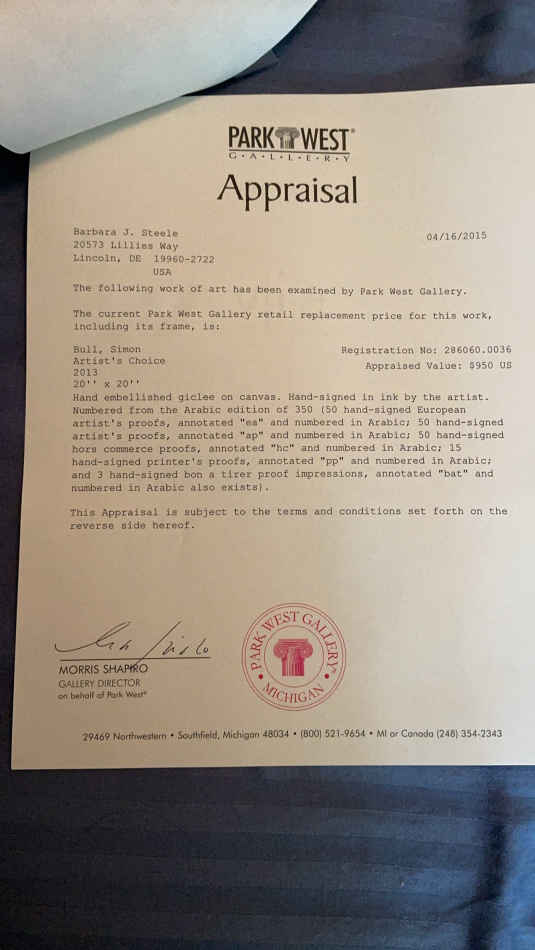 PARK WEST®
G·A·L·L·E·R·Y
Appraisal
Barbara J. Steele
20573 Lillies Way
Lincoln, DE 19960-2722
USA
04/16/2015
The following work of art has been examined by Park West Gallery.
The current Park West Gallery retail replacement price for this work,
including its frame, is:
Bull, Simon
Artist's Choice
2013
20'' x 20''
Registration No: 286060.0036
Appraised Value: $950 US
Hand embellished giclee on canvas. Hand-signed in ink by the artist.
Numbered from the Arabic edition of 350 (50 hand-signed European
artist's proofs, annotated "ea" and numbered in Arabic; 50 hand-signed
artist's proofs, annotated "ap" and numbered in Arabic; 50 hand-signed
hors commerce proofs, annotated "hc" and numbered in Arabic; 15
hand-signed printer's proofs, annotated "pp" and numbered in Arabic;
and 3 hand-signed bon a tirer proof impressions, annotated "bat" and
numbered in Arabic also exists).
This Appraisal is subject to the terms and conditions set forth on the
reverse side hereof.
MORRIS SHAPIRO
GALLERY DIRECTOR
on behalf of Park West®
PARK WEST GALLERY®
• MICHIGAN •
29469 Northwestern • Southfield, Michigan 48034 • (800) 521-9654 • MI or Canada (248) 354-2343